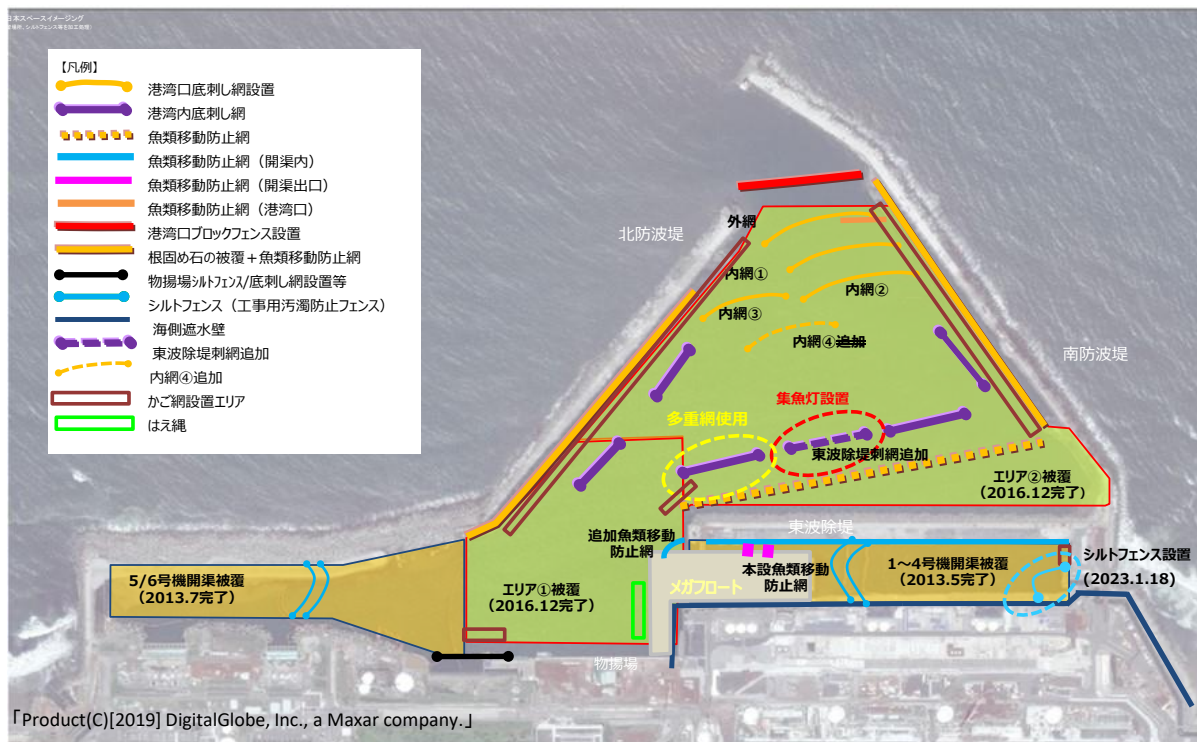 日本スペースイメージング
【凡例】
港湾口底刺し網設置
港湾内底刺し網
魚類移動防止網
魚類移動防止網（開渠内）
魚類移動防止網（開渠出口）
魚類移動防止網（港湾口）
港湾口ブロックフェンス設置
根固め石の被覆＋魚類移動防止網
物揚場シルトフェンス/底刺し網設置等
シルトフェンス（工事用汚濁防止フェンス）
海側遮水壁
東波除堤刺網追加
内網④追加
かご網設置エリア
はえ縄
北防波堤
外網
内網①
内網②
内網③
内網④追加
南防波堤
集魚灯設置
多重網使用
東波除堤刺網追加
エリア②被覆
（2016.12完了）
東波除堤
追加魚類移動
防止網
本設魚類移動
防止網
1～4号機開渠被覆
（2013.5完了）
シルトフェンス設置
(2023.1.18)
5/6号機開渠被覆
（2013.7完了）
エリア①被覆
（2016.12完了）
メガフロート
物揚場
「Product(C)[2019] DigitalGlobe, Inc., a Maxar company.」